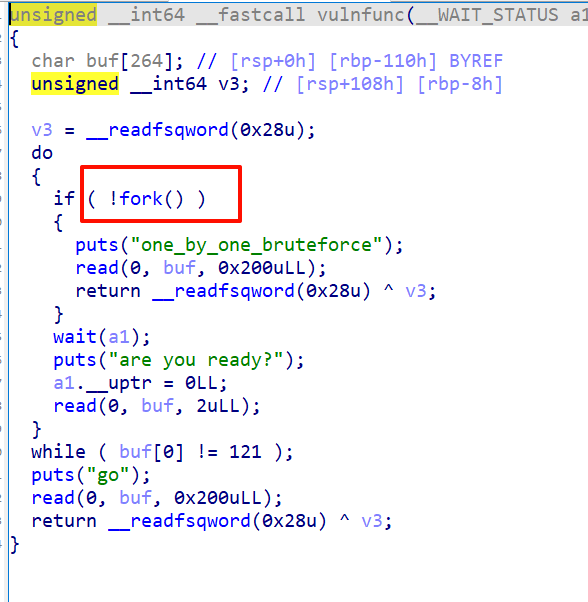 unsigned __int64 __fastcall vulnfunc(__WAIT_STATUS a1
{
  char buf[264]; // [rsp+0h] [rbp-110h] BYREF
  unsigned __int64 v3; // [rsp+108h] [rbp-8h]

  v3 = __readfsqword(0x28u);
  do
  {
    if ( !fork() )
    {
      puts("one_by_one_bruteforce");
      read(0, buf, 0x200uLL);
      return __readfsqword(0x28u) ^ v3;
    }
    wait(a1);
    puts("are you ready?");
    a1.__uptr = 0LL;
    read(0, buf, 2uLL);
  }
  while ( buf[0] != 121 );
  puts("go");
  read(0, buf, 0x200uLL);
  return __readfsqword(0x28u) ^ v3;
}